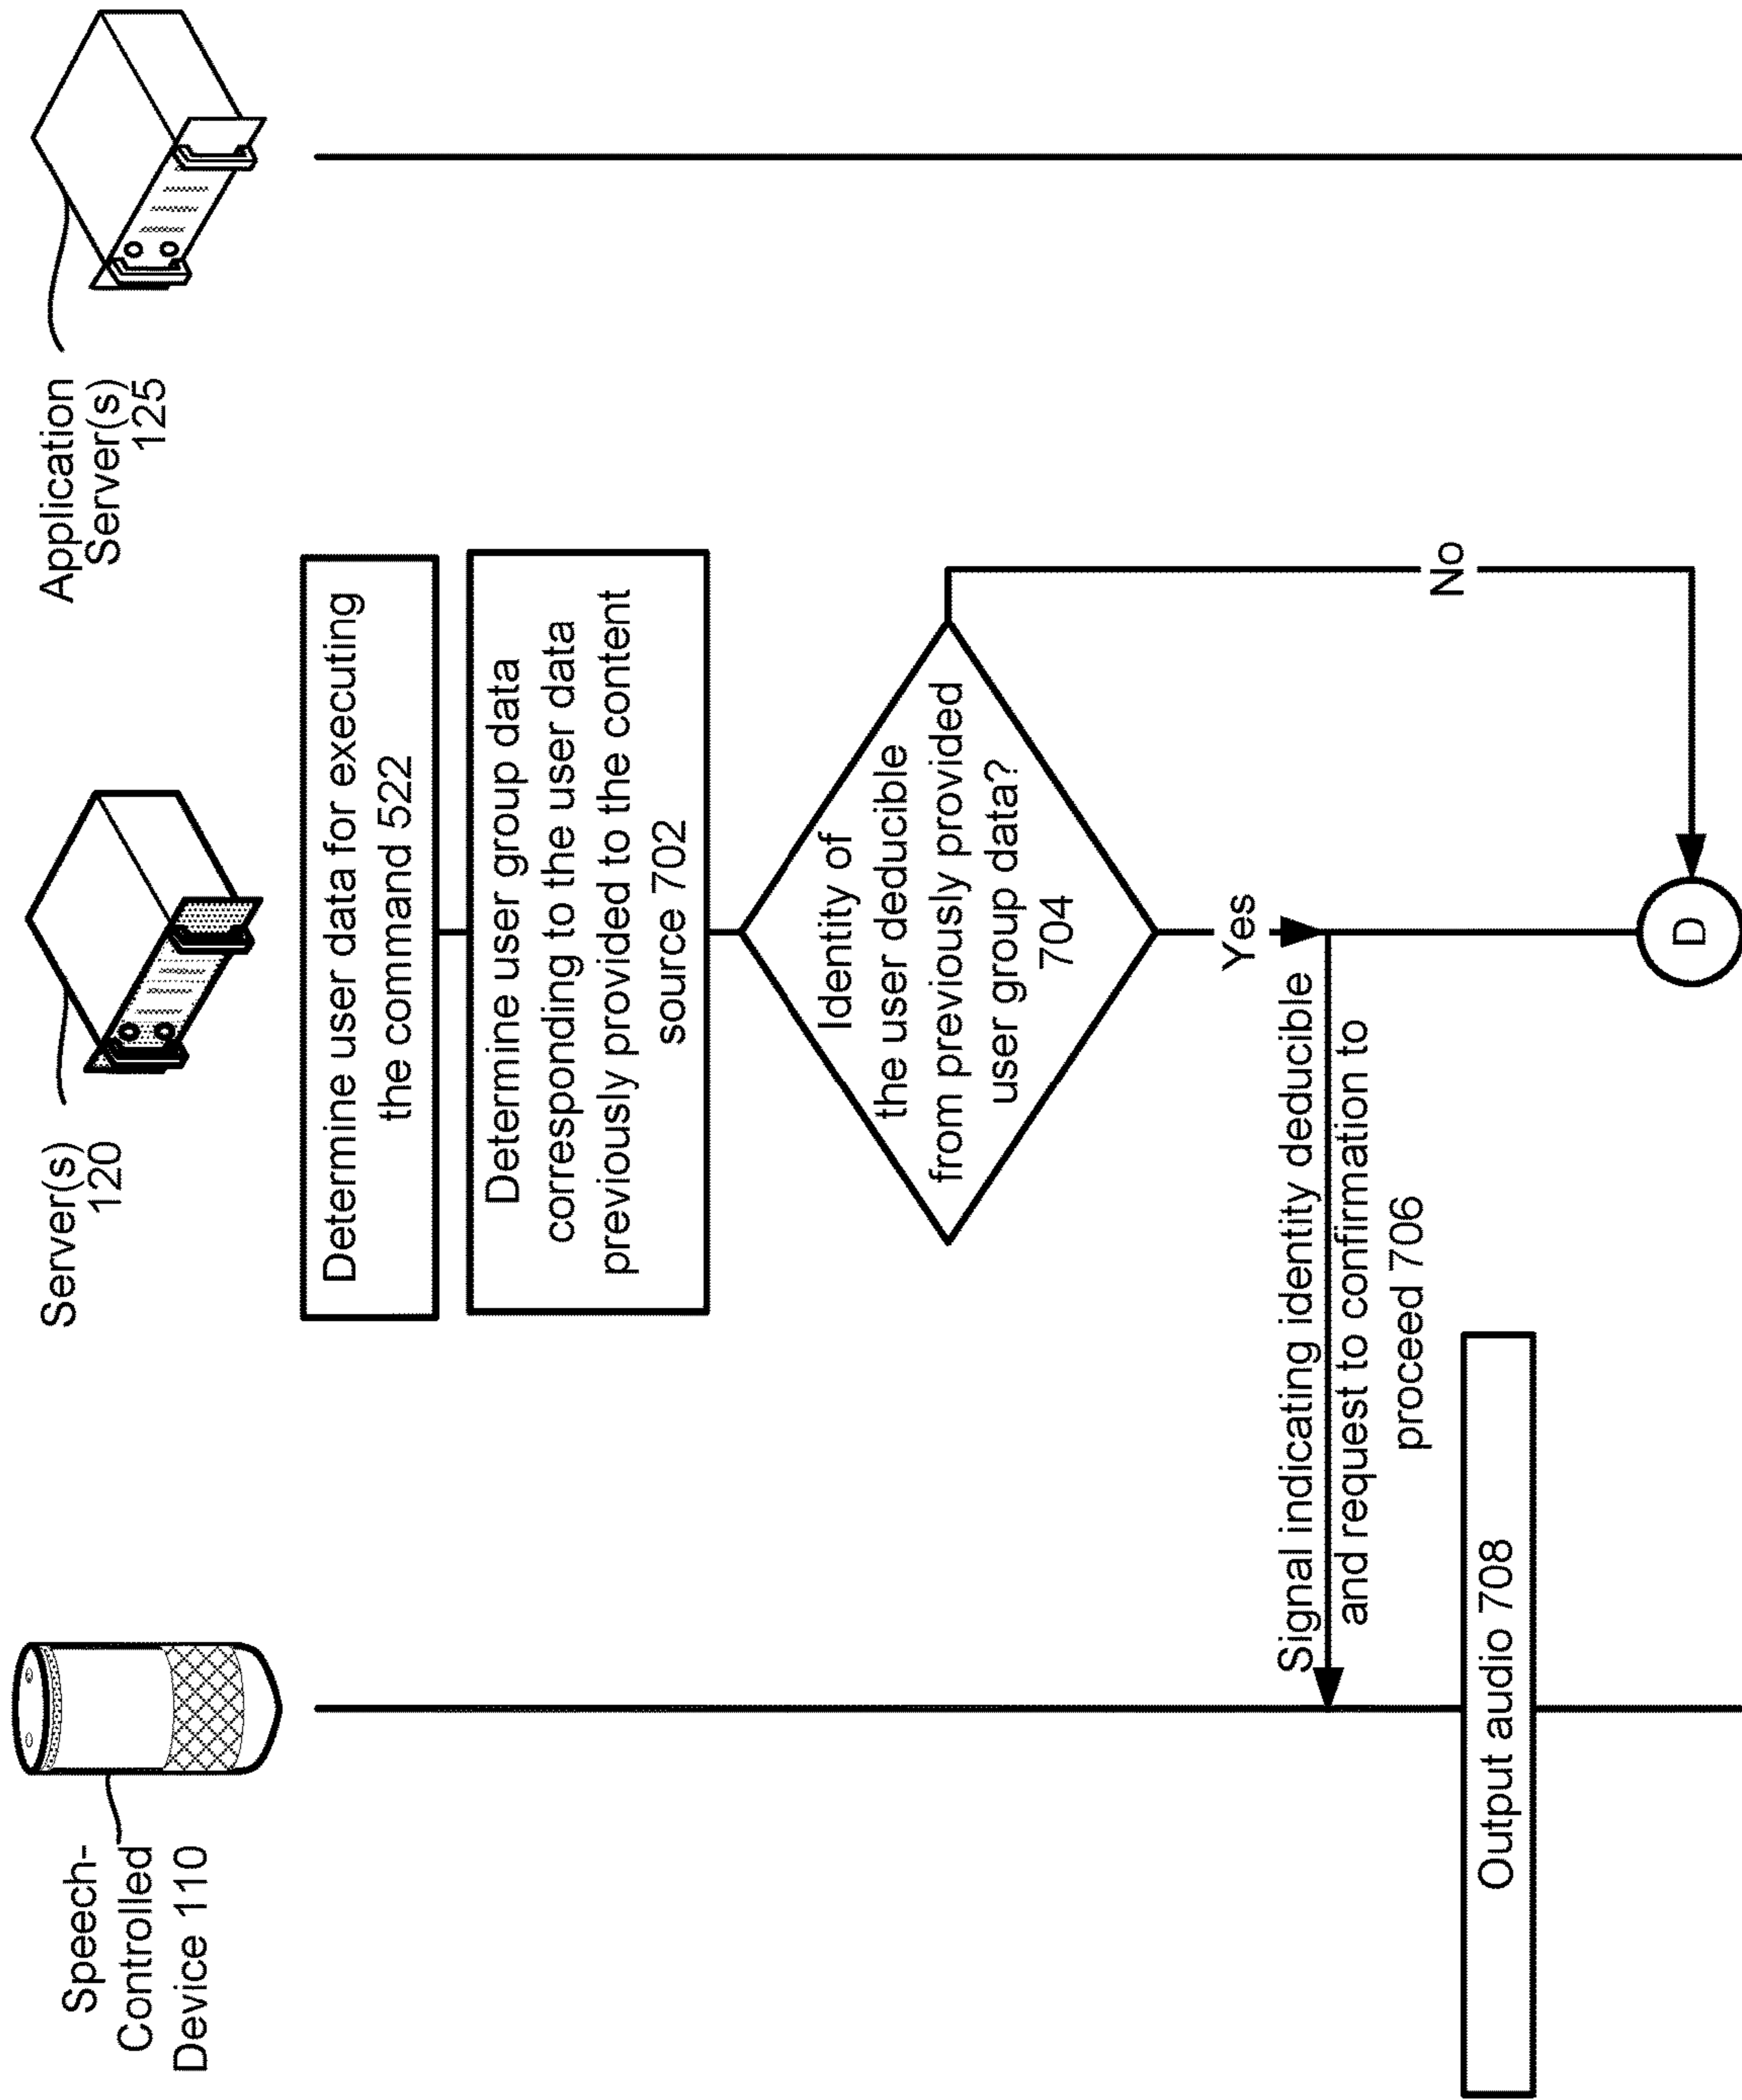 Speech-
Controlled
Device 110
Server(s)
120
Application
Server(s)
125
Determine user data for executing
the command 522
Determine user group data
corresponding to the user data
previously provided to the content
source 702
Identity of
the user deducible
from previously provided
user group data?
704
Yes
No
Signal indicating identity deducible
and request to confirmation to
proceed 706
Output audio 708
D